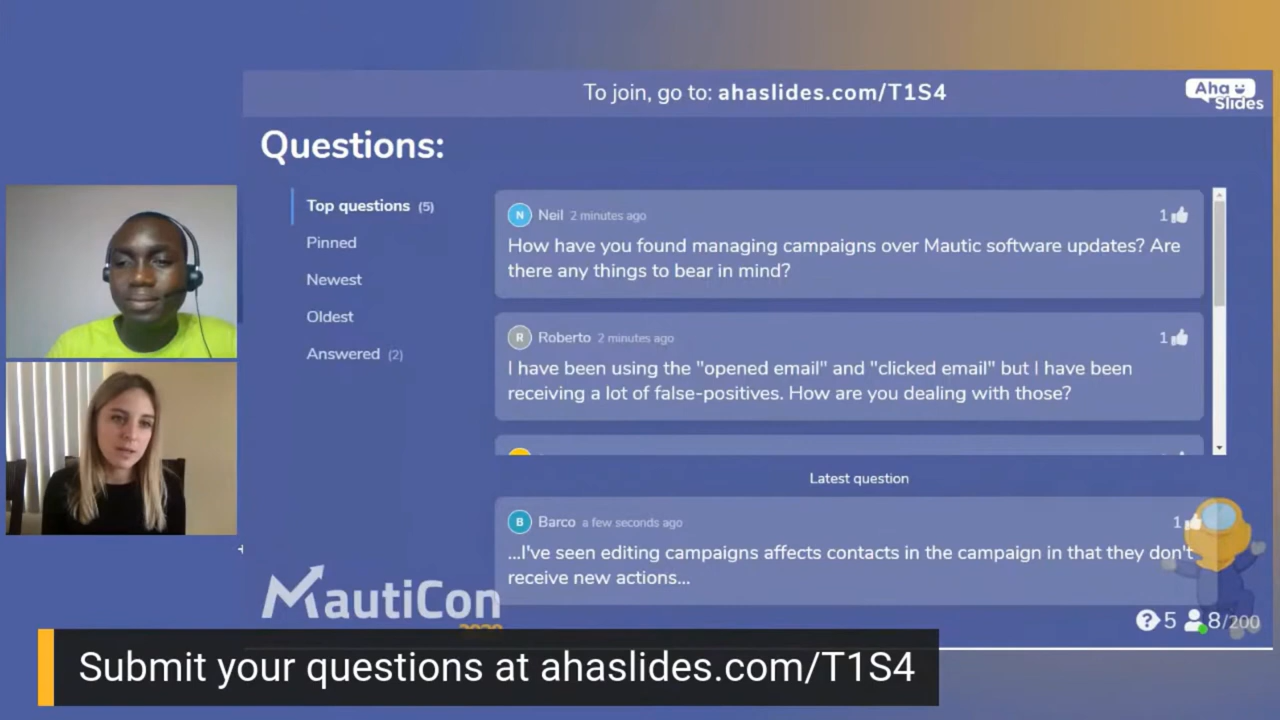 To join, go to: ahaslides.com/T1S4
Aha
Slides
Questions:
Top questions (5)
Pinned
Newest
Oldest
Answered (2)
N Neil 2 minutes ago 1
How have you found managing campaigns over Mautic software updates? Are
there any things to bear in mind?
R Roberto 2 minutes ago 1
I have been using the "opened email" and "clicked email" but I have been
receiving a lot of false-positives. How are you dealing with those?
Latest question
B Barco a few seconds ago 1
...I've seen editing campaigns affects contacts in the campaign in that they don't
receive new actions...
MautiCon
? 5 8/200
Submit your questions at ahaslides.com/T1S4